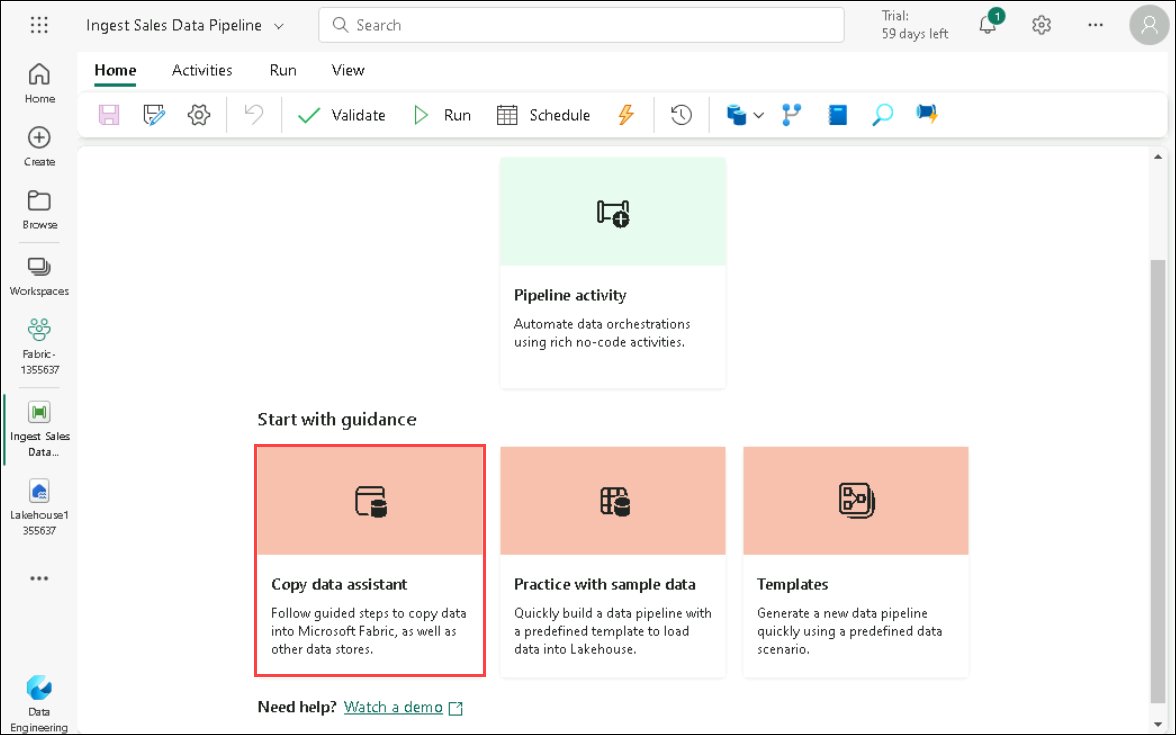 Ingest Sales Data Pipeline
Search
Trial:
59 days left
1
Home
Activities
Run
View
Validate
Run
Schedule
Home
Create
Browse
Workspaces
Fabric-
1355637
Ingest Sales
Data...
Lakehouse1
355637
Data
Engineering
Pipeline activity
Automate data orchestrations
using rich no-code activities.
Start with guidance
Copy data assistant
Follow guided steps to copy data
into Microsoft Fabric, as well as
other data stores.
Practice with sample data
Quickly build a data pipeline with
a predefined template to load
data into Lakehouse.
Templates
Generate a new data pipeline
quickly using a predefined data
scenario.
Need help? Watch a demo